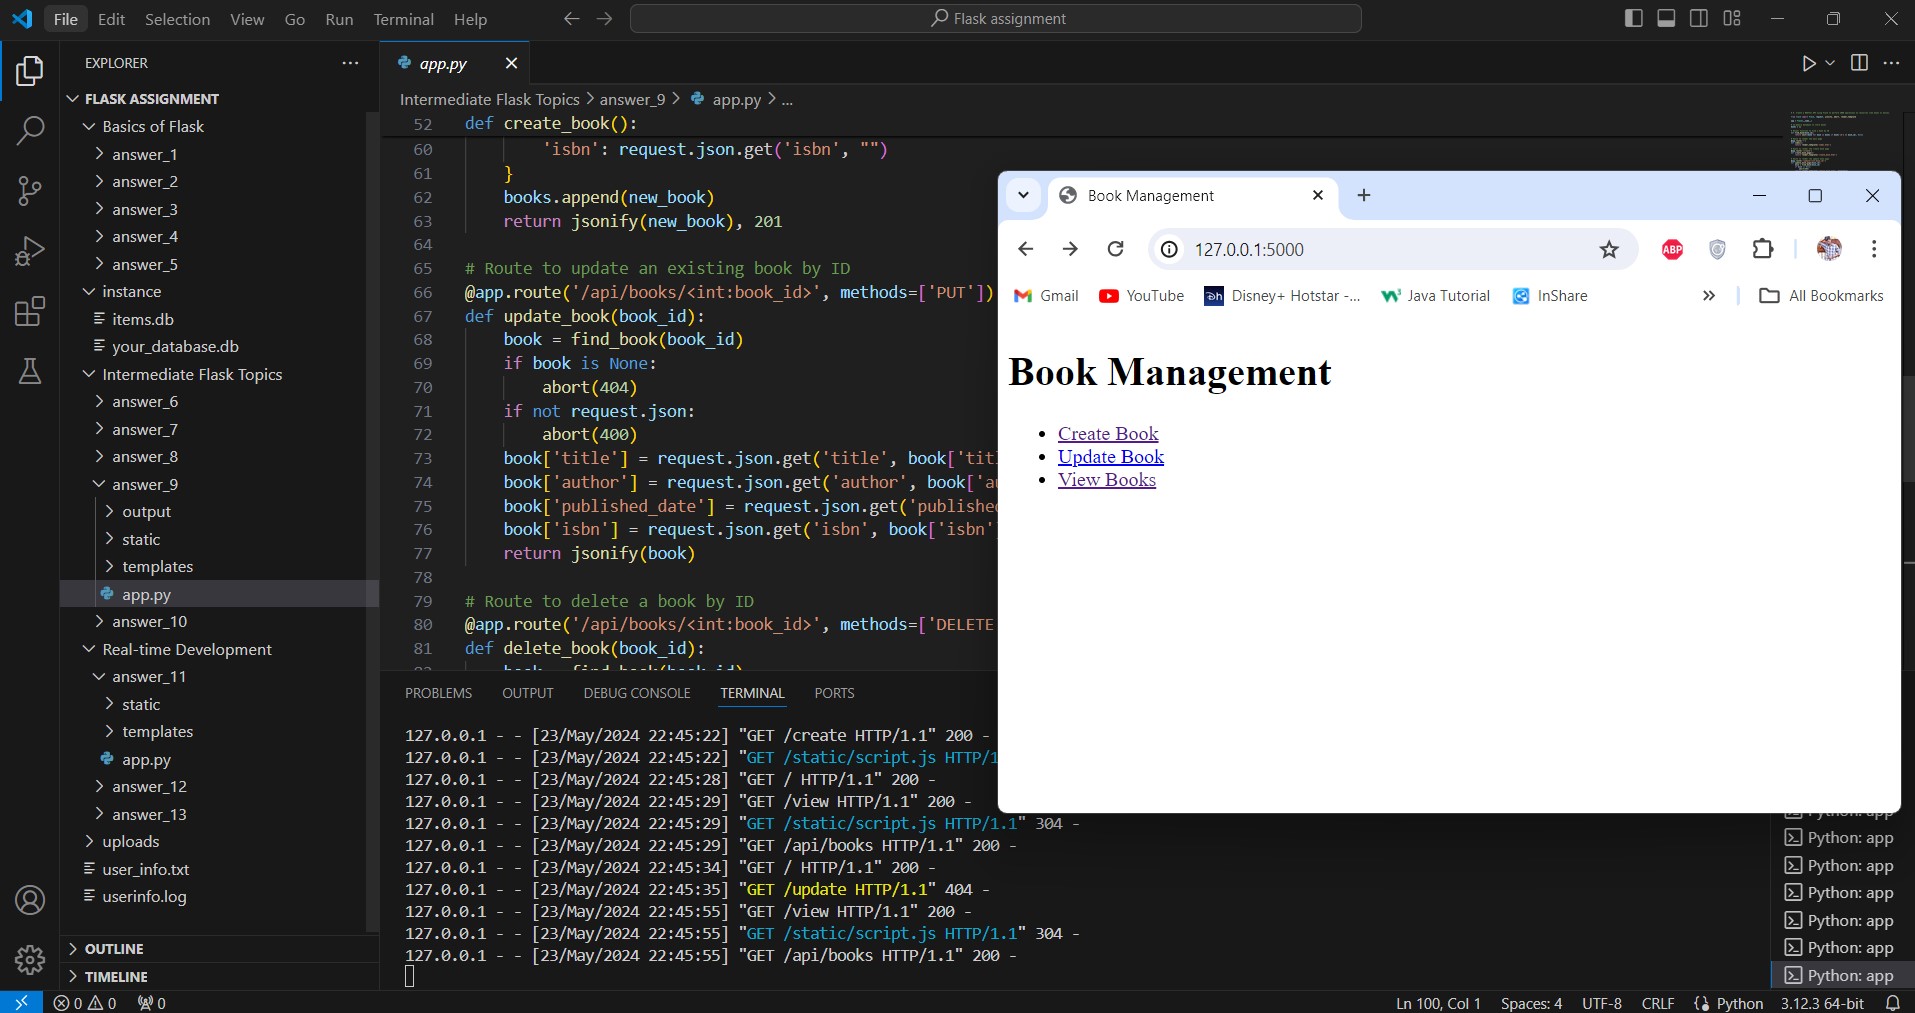 File Edit Selection View Go Run Terminal Help
Flask assignment
EXPLORER
FLASK ASSIGNMENT
Basics of Flask
answer_1
answer_2
answer_3
answer_4
answer_5
instance
items.db
your_database.db
Intermediate Flask Topics
answer_6
answer_7
answer_8
answer_9
output
static
templates
app.py
answer_10
Real-time Development
answer_11
static
templates
app.py
answer_12
answer_13
uploads
user_info.txt
userinfo.log
OUTLINE
TIMELINE
app.py
Intermediate Flask Topics > answer_9 > app.py > ...
52 def create_book():
60 'isbn': request.json.get('isbn', "")
61 }
62 books.append(new_book)
63 return jsonify(new_book), 201
64
65 # Route to update an existing book by ID
66 @app.route('/api/books/<int:book_id>', methods=['PUT'])
67 def update_book(book_id):
68 book = find_book(book_id)
69 if book is None:
70 abort(404)
71 if not request.json:
72 abort(400)
73 book['title'] = request.json.get('title', book['tit
74 book['author'] = request.json.get('author', book['au
75 book['published_date'] = request.json.get('published
76 book['isbn'] = request.json.get('isbn', book['isbn'
77 return jsonify(book)
78
79 # Route to delete a book by ID
80 @app.route('/api/books/<int:book_id>', methods=['DELETE
81 def delete_book(book_id):
PROBLEMS OUTPUT DEBUG CONSOLE TERMINAL PORTS
127.0.0.1 - - [23/May/2024 22:45:22] "GET /create HTTP/1.1" 200 -
127.0.0.1 - - [23/May/2024 22:45:22] "GET /static/script.js HTTP/1
127.0.0.1 - - [23/May/2024 22:45:28] "GET / HTTP/1.1" 200 -
127.0.0.1 - - [23/May/2024 22:45:29] "GET /view HTTP/1.1" 200 -
127.0.0.1 - - [23/May/2024 22:45:29] "GET /static/script.js HTTP/1.1" 304 -
127.0.0.1 - - [23/May/2024 22:45:29] "GET /api/books HTTP/1.1" 200 -
127.0.0.1 - - [23/May/2024 22:45:34] "GET / HTTP/1.1" 200 -
127.0.0.1 - - [23/May/2024 22:45:35] "GET /update HTTP/1.1" 404 -
127.0.0.1 - - [23/May/2024 22:45:55] "GET /view HTTP/1.1" 200 -
127.0.0.1 - - [23/May/2024 22:45:55] "GET /static/script.js HTTP/1.1" 304 -
127.0.0.1 - - [23/May/2024 22:45:55] "GET /api/books HTTP/1.1" 200 -
Book Management
127.0.0.1:5000
ABP
Gmail YouTube Disney+ Hotstar -... Java Tutorial InShare All Bookmarks
Book Management
Create Book
Update Book
View Books
Python: app
Python: app
Python: app
Python: app
Python: app
Python: app
Python: app
0 0 0 Ln 100, Col 1 Spaces: 4 UTF-8 CRLF Python 3.12.3 64-bit